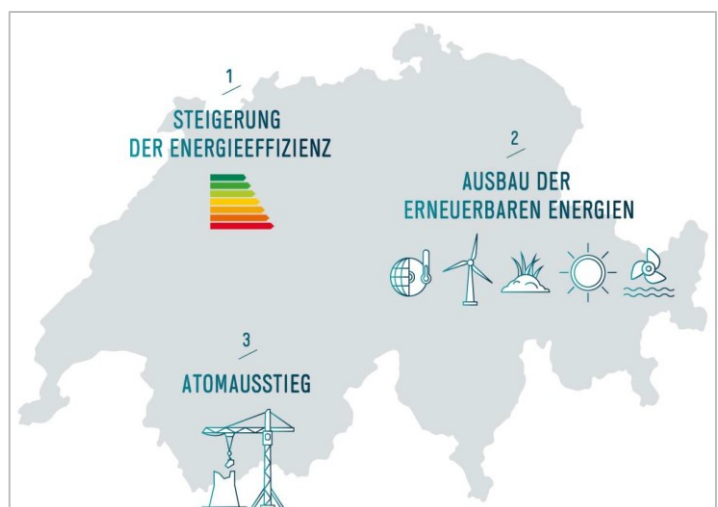 1
STEIGERUNG
DER ENERGIEEFFIZIENZ
2
AUSBAU DER
ERNEUERBAREN ENERGIEN
3
ATOMAUSSTIEG